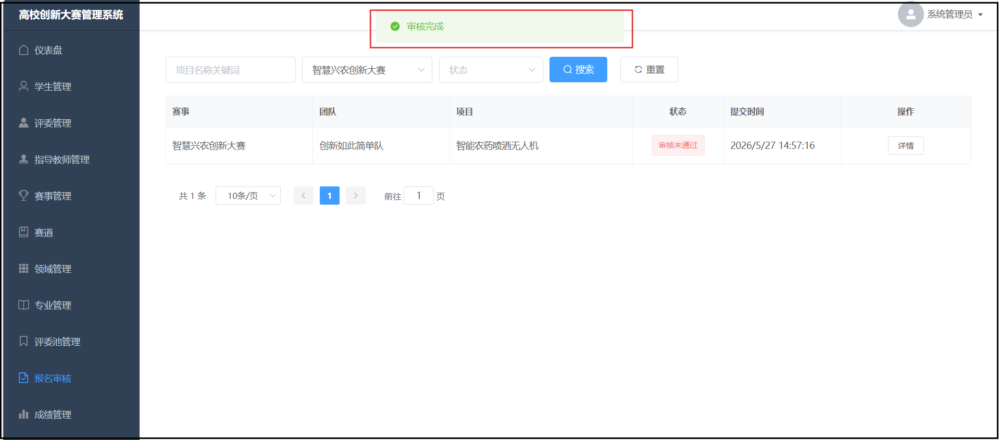 高校创新大赛管理系统
审核完成
系统管理员
仪表盘
学生管理
评委管理
指导教师管理
赛事管理
赛道
领域管理
专业管理
评委池管理
报名审核
成绩管理
项目名称关键词 智慧兴农创新大赛 状态 搜索 重置
赛事 团队 项目 状态 提交时间 操作
智慧兴农创新大赛 创新如此简单队 智能农药喷洒无人机 审核未通过 2026/5/27 14:57:16 详情
共 1 条 10条/页 1 前往 1 页